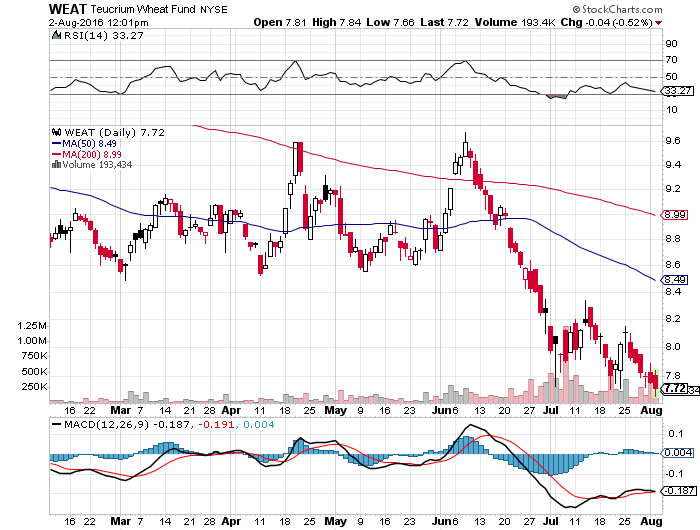 WEAT Teucrium Wheat Fund NYSE © StockCharts.com
2-Aug-2016 12:01pm Open 7.81 High 7.84 Low 7.66 Last 7.72 Volume 193.4K Chg -0.04 (-0.52%)
RSI(14) 33.27
90
70
50
33.27
30
10
WEAT (Daily) 7.72
MA(50) 8.49
MA(200) 8.99
Volume 193,434
9.6
9.4
9.2
8.99
8.8
8.6
8.49
8.4
8.2
8.0
7.8
7.72
1.25M
1.00M
750K
500K
250K
16 22 Mar 7 14 21 28 Apr 11 18 25 May 9 16 23 Jun 6 13 20 27 Jul 11 18 25 Aug
MACD(12,26,9) -0.187, -0.191, 0.004
0.1
0.004
-0.1
-0.187
16 22 Mar 7 14 21 28 Apr 11 18 25 May 9 16 23 Jun 6 13 20 27 Jul 11 18 25 Aug